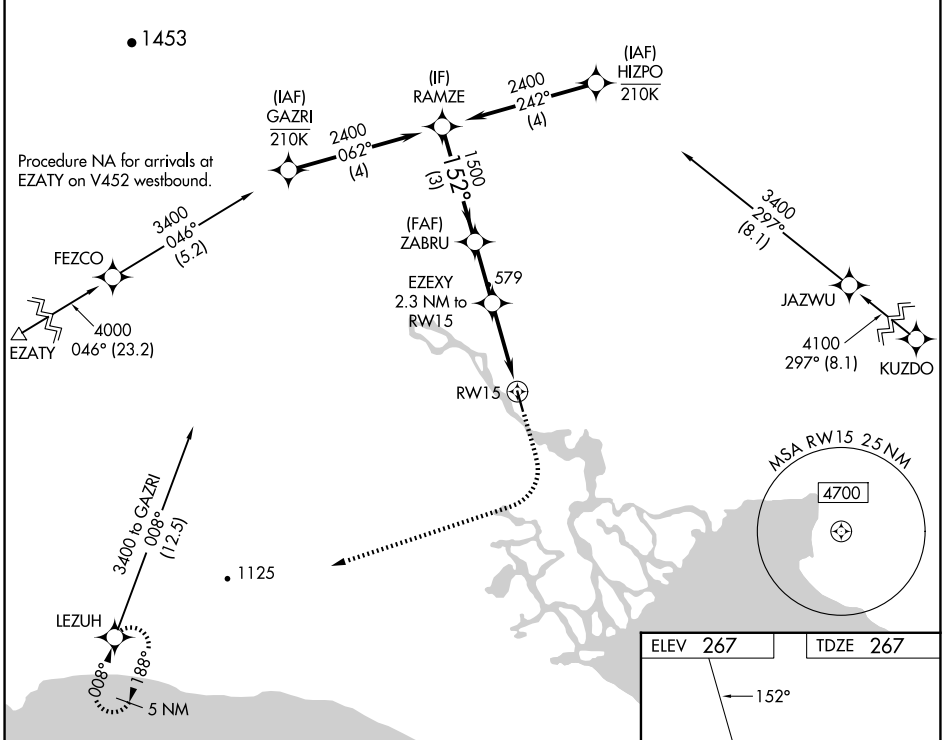 1453
(IAF)
GAZRI
210K
2400
062°
(4)
(IF)
RAMZE
2400
242°
(4)
(IAF)
HIZPO
210K
Procedure NA for arrivals at
EZATY on V452 westbound.
1500
152°
(3)
3400
046°
(5.2)
FEZCO
(FAF)
ZABRU
3400
297°
(8.1)
EZEXY
2.3 NM to
RW15
579
JAZWU
EZATY
4000
046° (23.2)
4100
297° (8.1)
KUZDO
RW15
MSA RW15 25 NM
4700
3400 to GAZRI
008°
(12.5)
1125
LEZUH
008°
188°
5 NM
ELEV 267
TDZE 267
152°